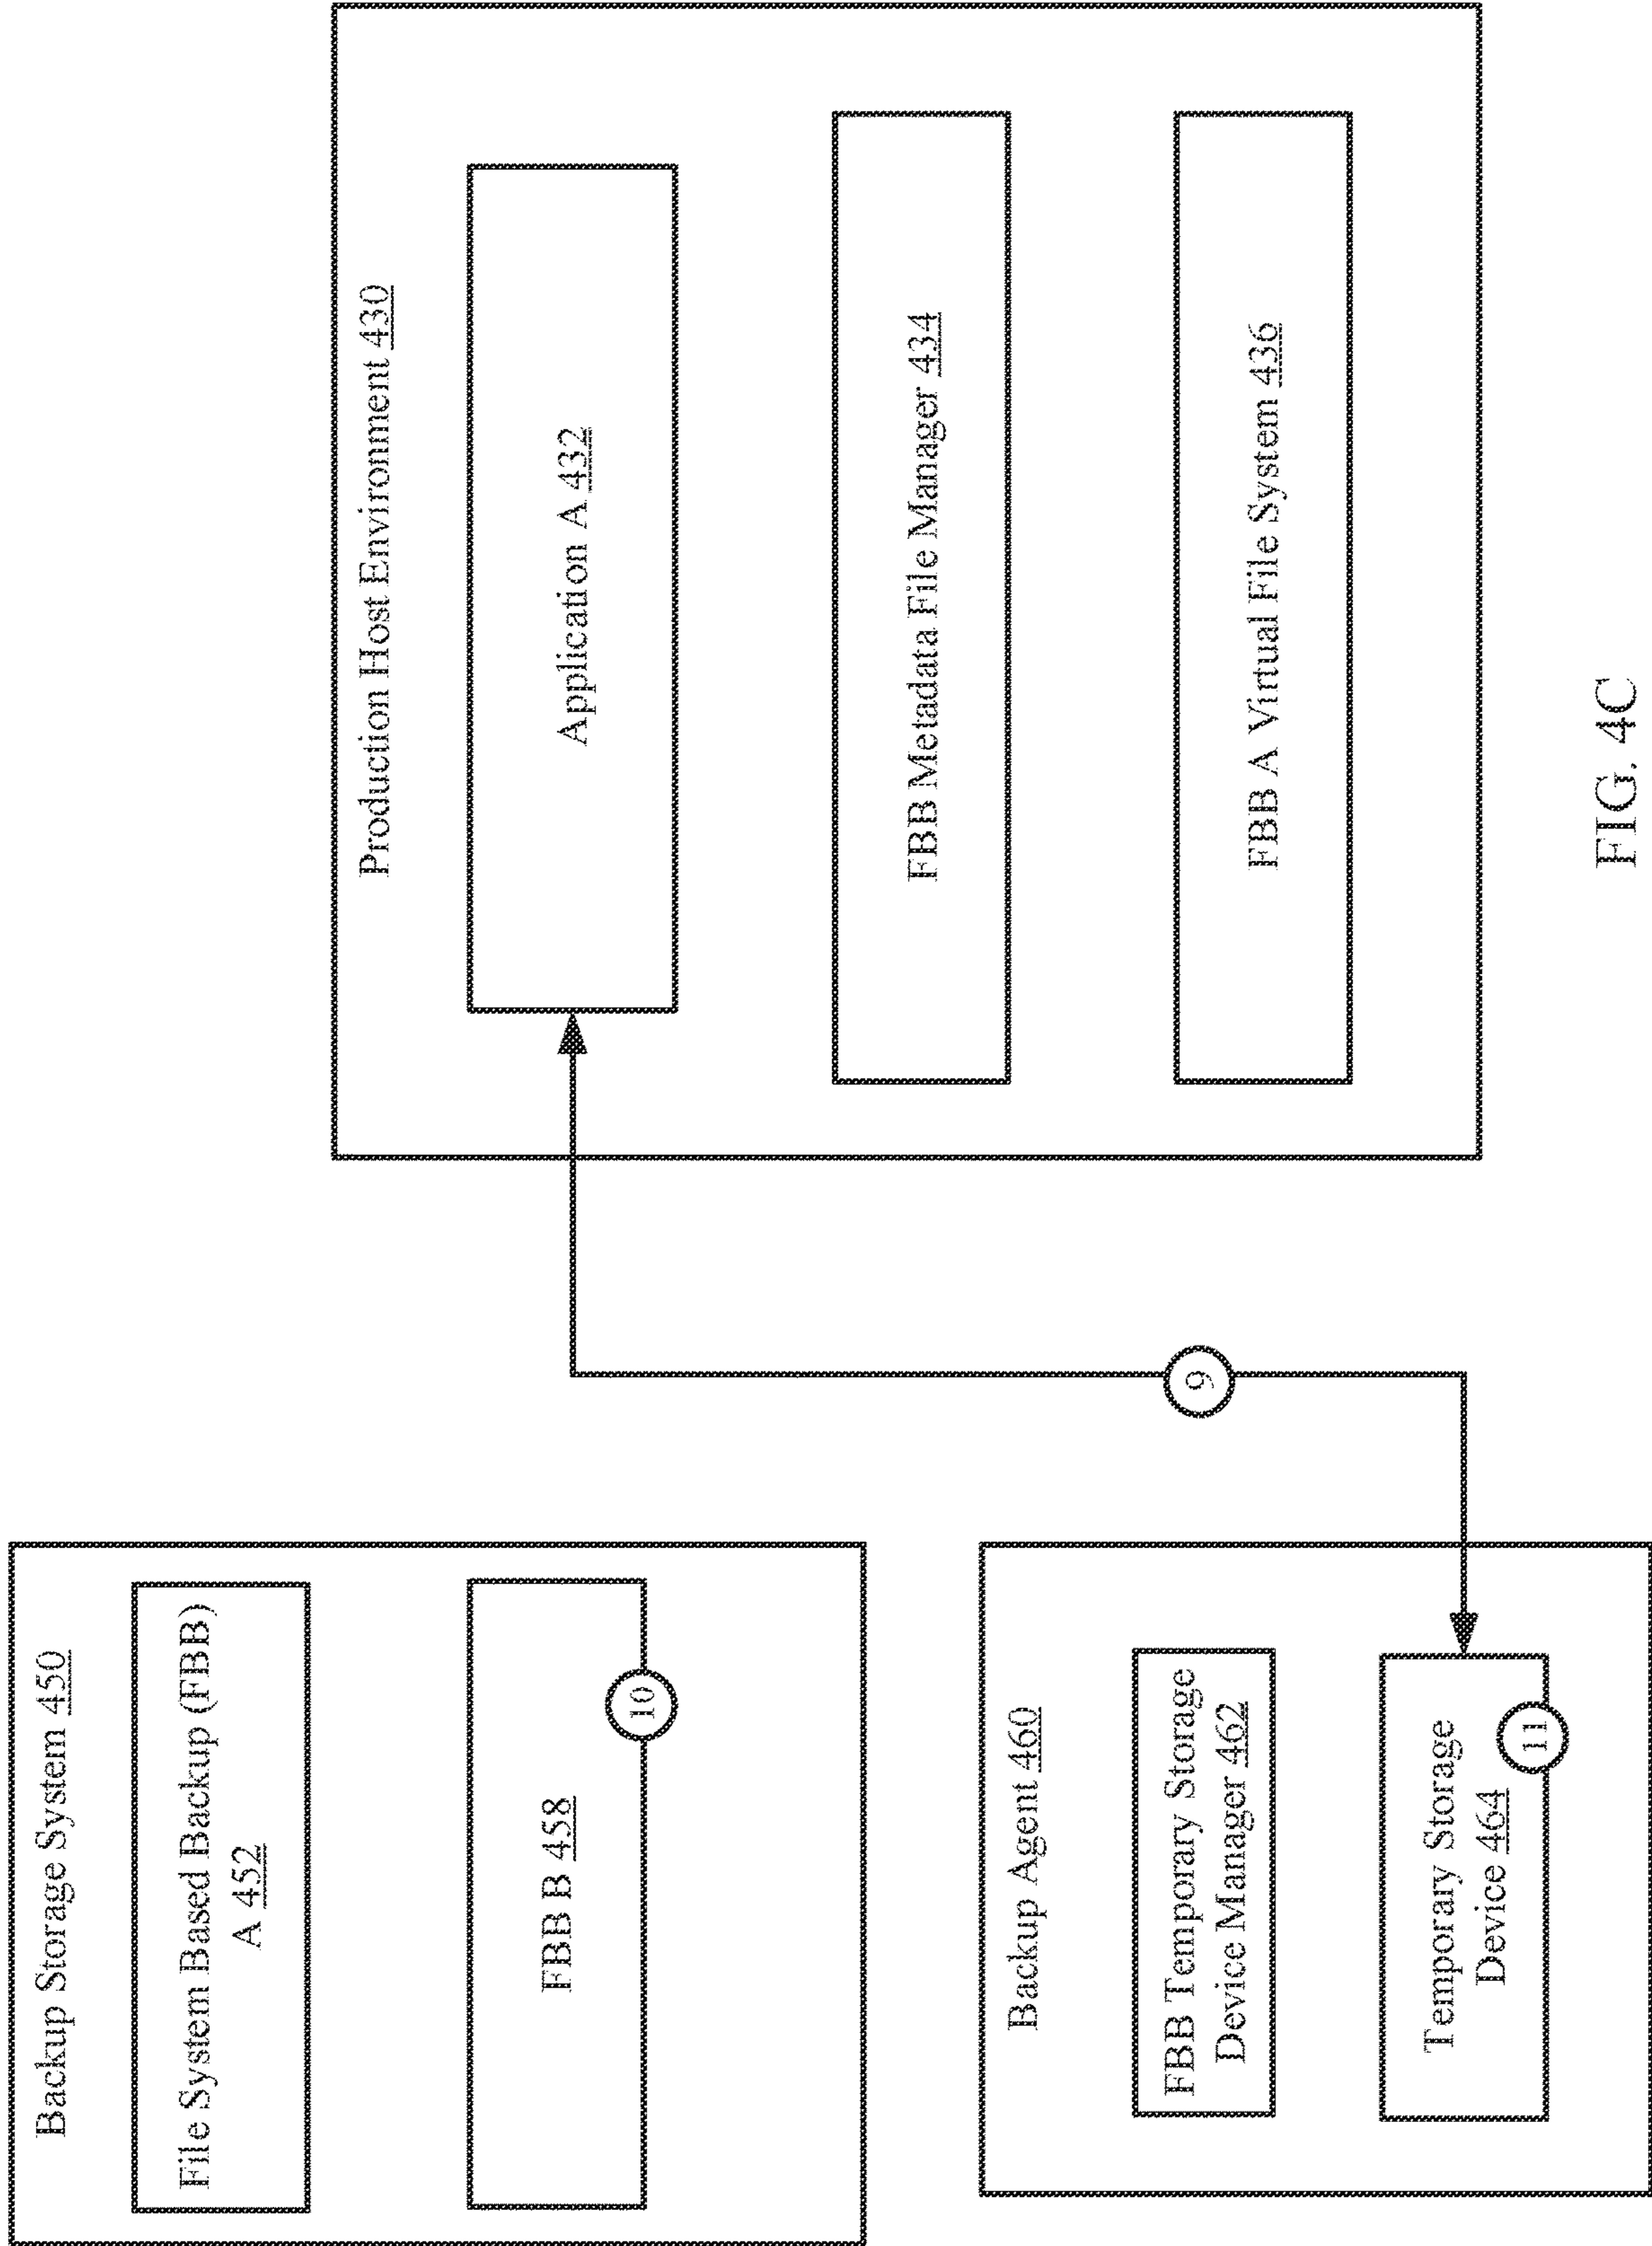 Backup Storage System 450
File System Based Backup (FBB)
A 452
FBB B 458
10
Backup Agent 460
FBB Temporary Storage
Device Manager 462
Temporary Storage
Device 464
11
9
Production Host Environment 430
Application A 432
FBB Metadata File Manager 434
FBB A Virtual File System 436
FIG. 4C